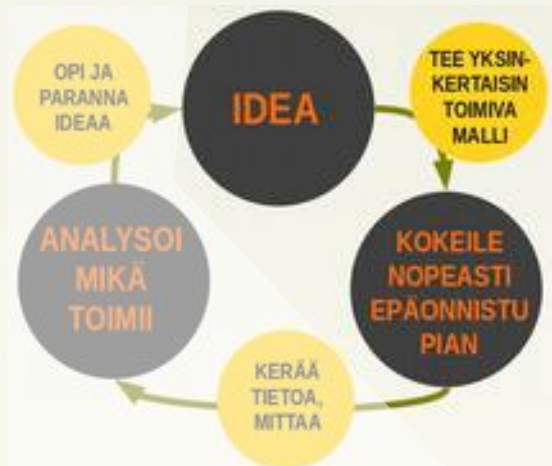 IDEA
TEE YKSIN-
KERTAISIN
TOIMIVA
MALLI
KOKEILE
NOPEASTI
EPÄONNISTU
PIAN
KERÄÄ
TIETOA,
MITTAA
ANALYSOI
MIKÄ
TOIMII
OPI JA
PARANNA
IDEAA